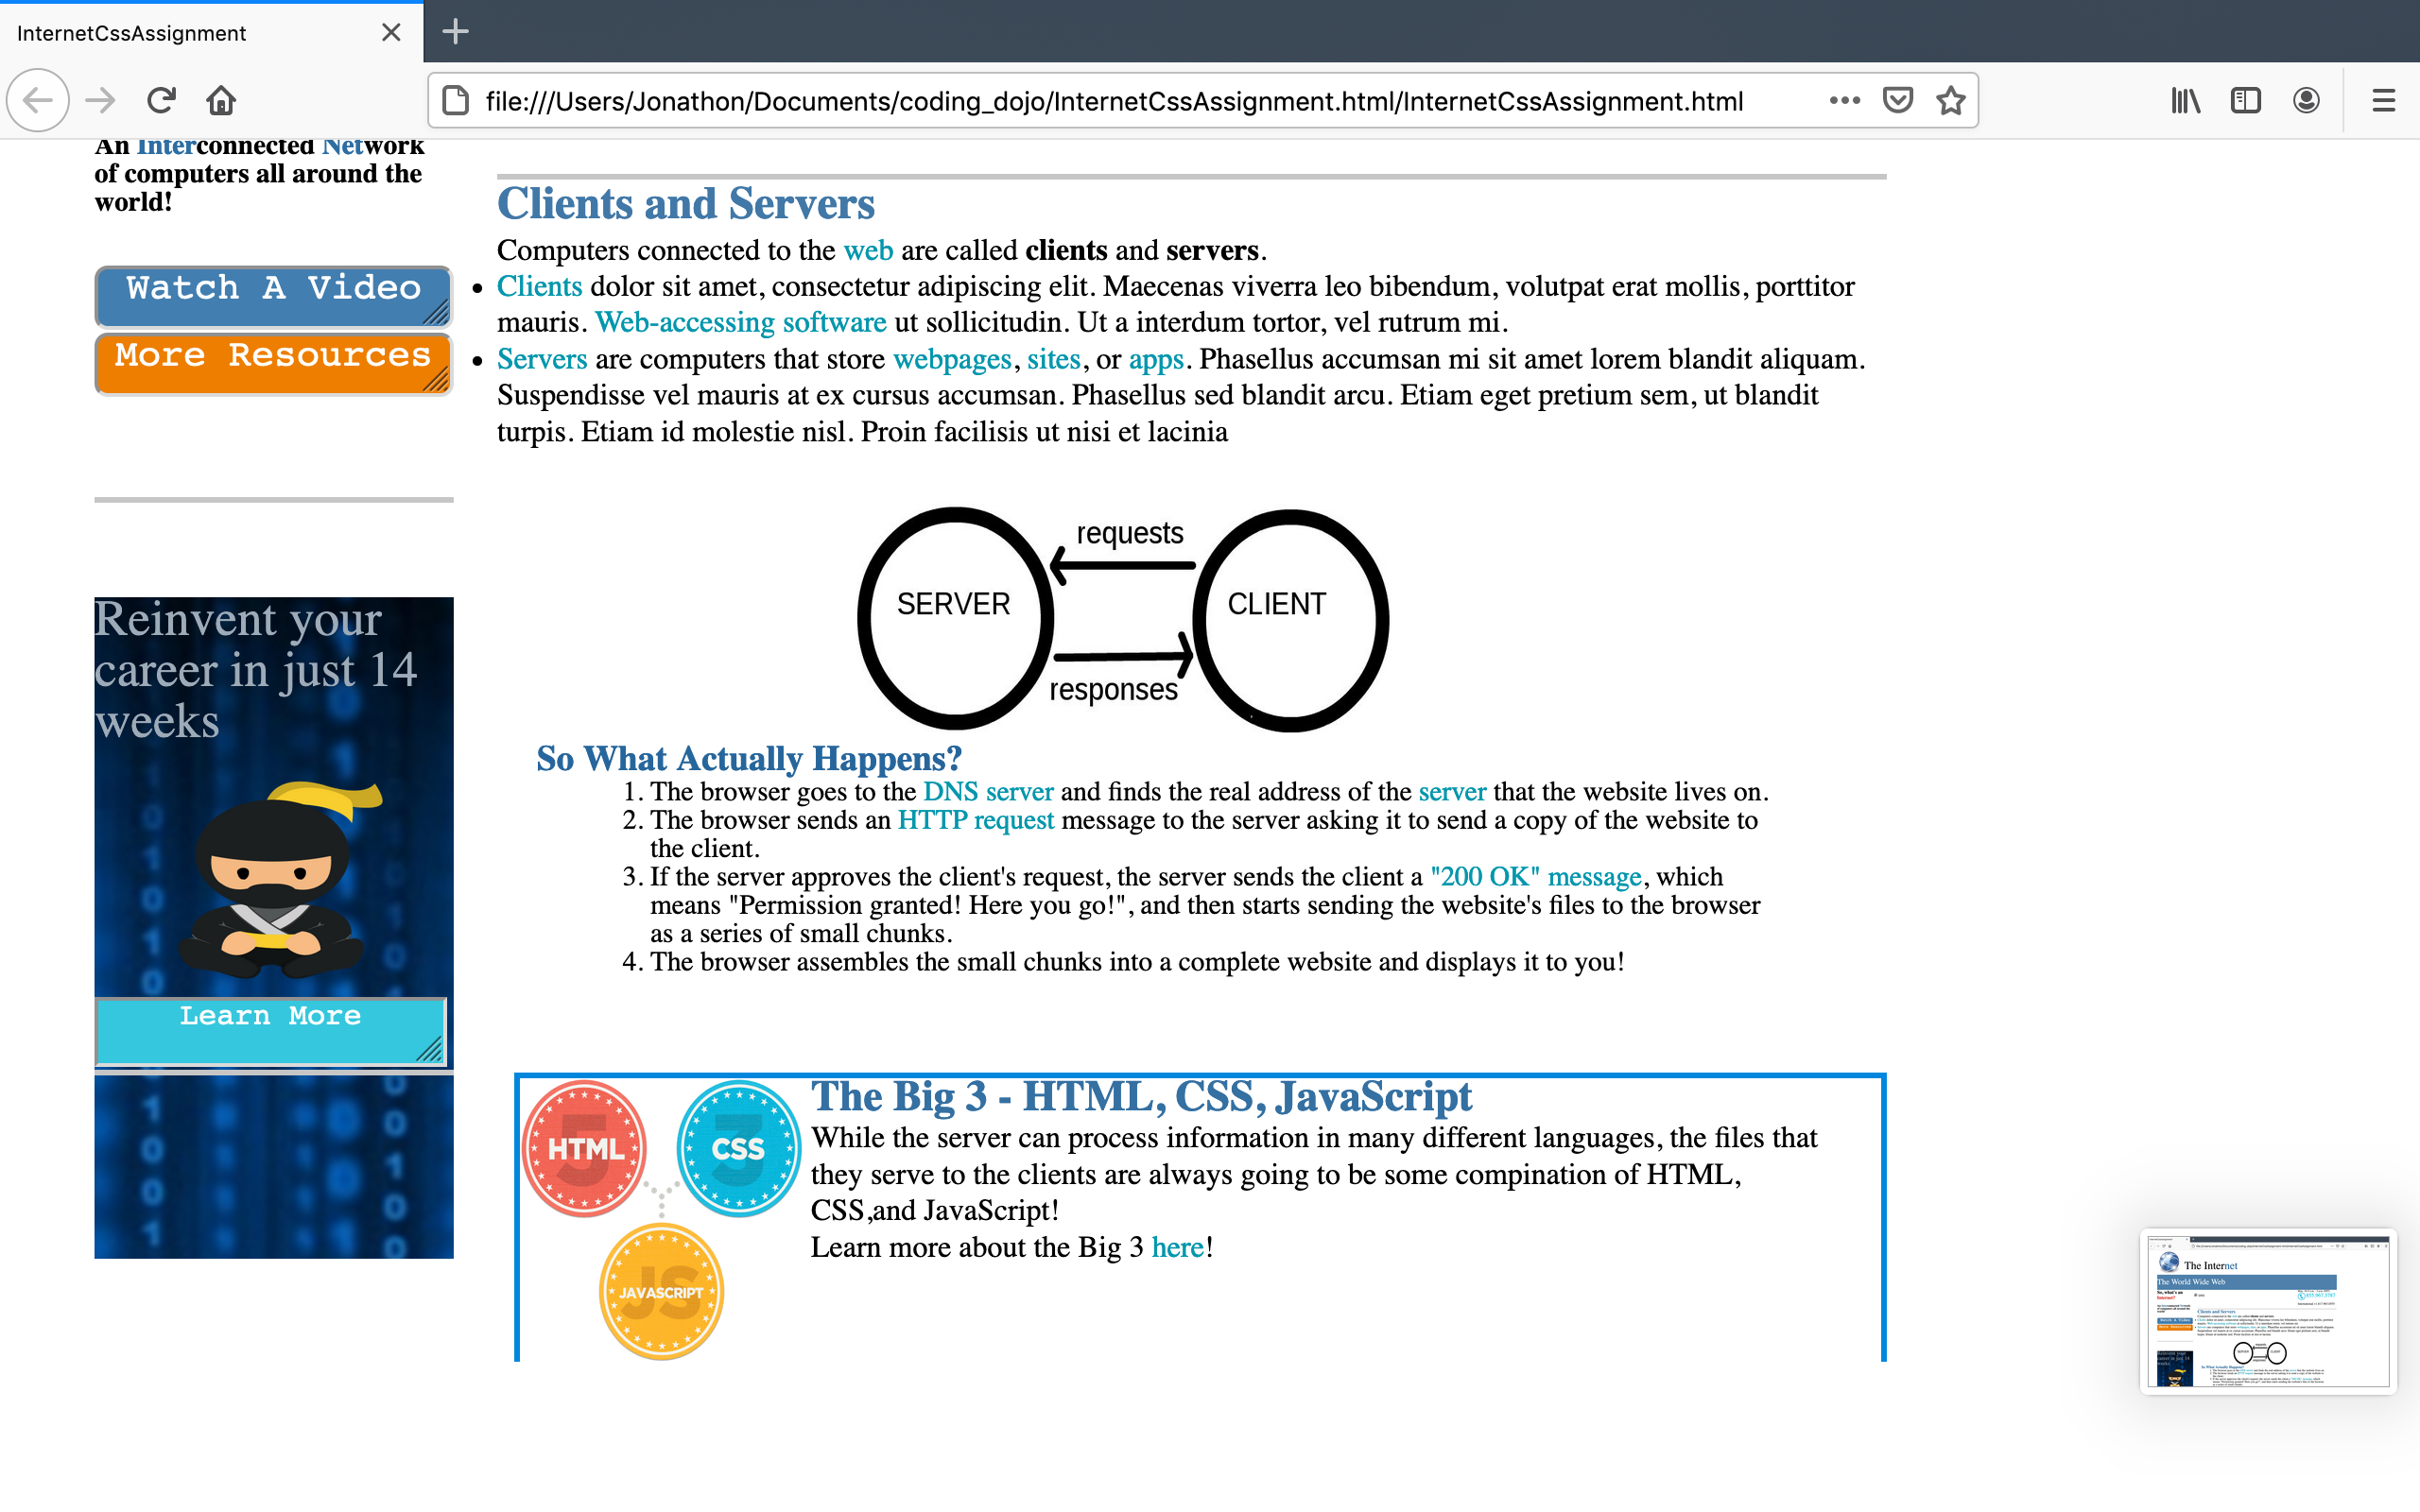 InternetCssAssignment
file:///Users/Jonathon/Documents/coding_dojo/InternetCssAssignment.html/InternetCssAssignment.html
An Interconnected Network
of computers all around the
world!
Watch A Video
More Resources
Reinvent your
career in just 14
weeks
Learn More
Clients and Servers
Computers connected to the web are called clients and servers.
• Clients dolor sit amet, consectetur adipiscing elit. Maecenas viverra leo bibendum, volutpat erat mollis, porttitor
mauris. Web-accessing software ut sollicitudin. Ut a interdum tortor, vel rutrum mi.
• Servers are computers that store webpages, sites, or apps. Phasellus accumsan mi sit amet lorem blandit aliquam.
Suspendisse vel mauris at ex cursus accumsan. Phasellus sed blandit arcu. Etiam eget pretium sem, ut blandit
turpis. Etiam id molestie nisl. Proin facilisis ut nisi et lacinia
requests
SERVER
CLIENT
responses
So What Actually Happens?
1. The browser goes to the DNS server and finds the real address of the server that the website lives on.
2. The browser sends an HTTP request message to the server asking it to send a copy of the website to
the client.
3. If the server approves the client's request, the server sends the client a "200 OK" message, which
means "Permission granted! Here you go!", and then starts sending the website's files to the browser
as a series of small chunks.
4. The browser assembles the small chunks into a complete website and displays it to you!
5 HTML
3 CSS
JS JAVASCRIPT
The Big 3 - HTML, CSS, JavaScript
While the server can process information in many different languages, the files that
they serve to the clients are always going to be some compination of HTML,
CSS,and JavaScript!
Learn more about the Big 3 here!
The Internet
The World Wide Web
So, what's an
Internet?
Clients and Servers